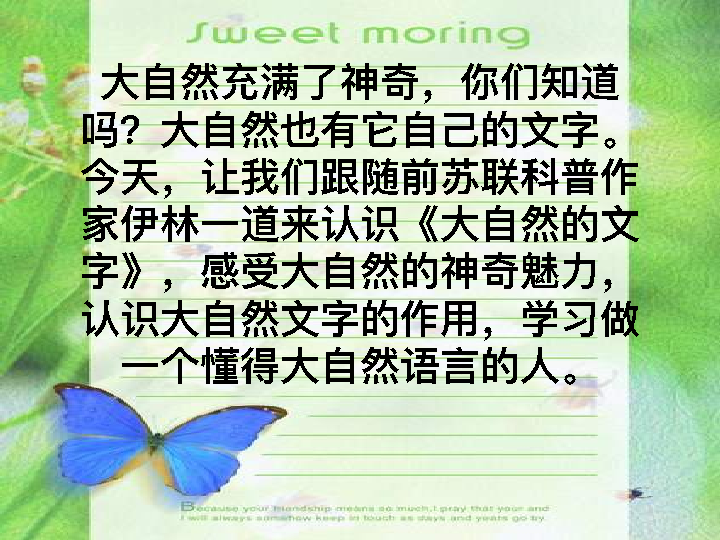 Sweet moring
大自然充满了神奇，你们知道
吗？大自然也有它自己的文字。
今天，让我们跟随前苏联科普作
家伊林一道来认识《大自然的文
字》，感受大自然的神奇魅力，
认识大自然文字的作用，学习做
一个懂得大自然语言的人。
Because your friendship means so much,I pray that your and
I will always somehow keep in touch as days and years go by.